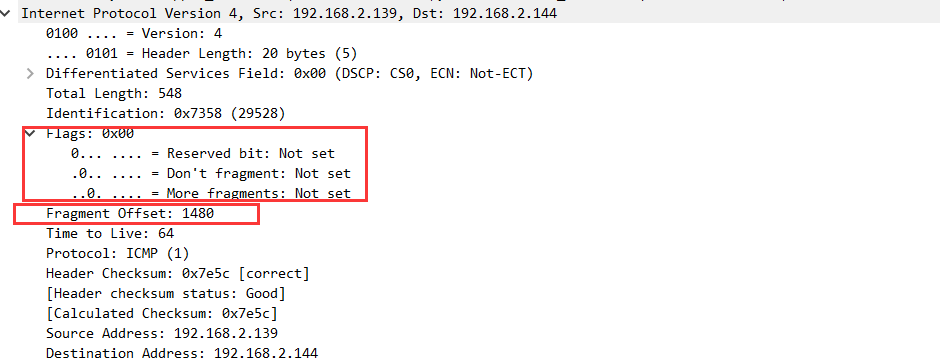 Internet Protocol Version 4, Src: 192.168.2.139, Dst: 192.168.2.144
0100 .... = Version: 4
.... 0101 = Header Length: 20 bytes (5)
Differentiated Services Field: 0x00 (DSCP: CS0, ECN: Not-ECT)
Total Length: 548
Identification: 0x7358 (29528)
Flags: 0x00
0... .... = Reserved bit: Not set
.0.. .... = Don't fragment: Not set
..0. .... = More fragments: Not set
Fragment Offset: 1480
Time to Live: 64
Protocol: ICMP (1)
Header Checksum: 0x7e5c [correct]
[Header checksum status: Good]
[Calculated Checksum: 0x7e5c]
Source Address: 192.168.2.139
Destination Address: 192.168.2.144